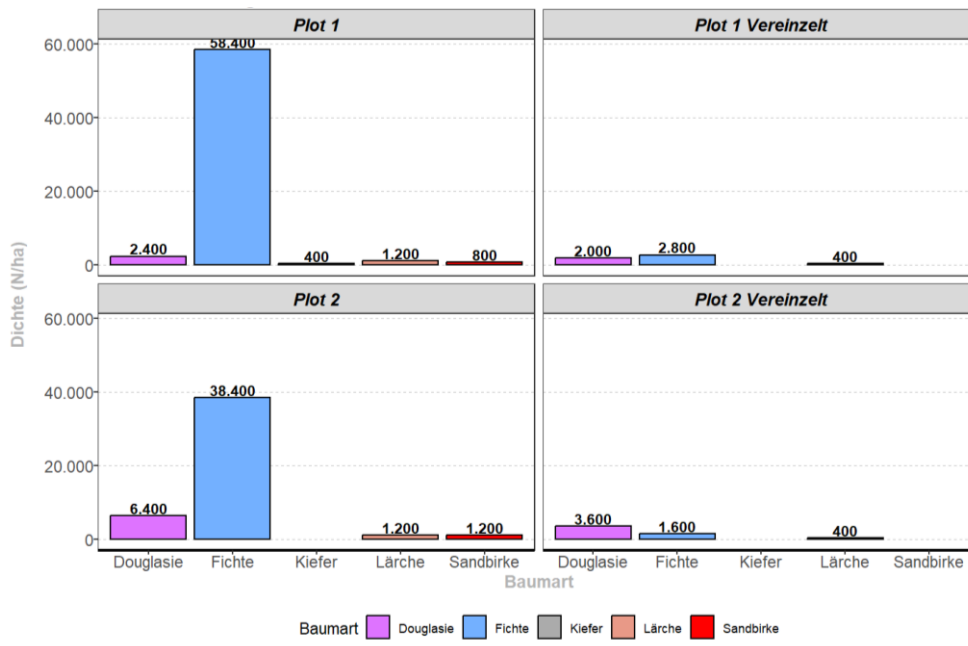 Plot 1
Plot 1 Vereinzelt
60.000
40.000
20.000
0
2.400
58.400
400
1.200
800
2.000
2.800
400
Plot 2
Plot 2 Vereinzelt
60.000
40.000
20.000
0
6.400
38.400
1.200
1.200
3.600
1.600
400
Dichte (N/ha)
Douglasie Fichte Kiefer Lärche Sandbirke
Douglasie Fichte Kiefer Lärche Sandbirke
Baumart
Baumart Douglasie Fichte Kiefer Lärche Sandbirke